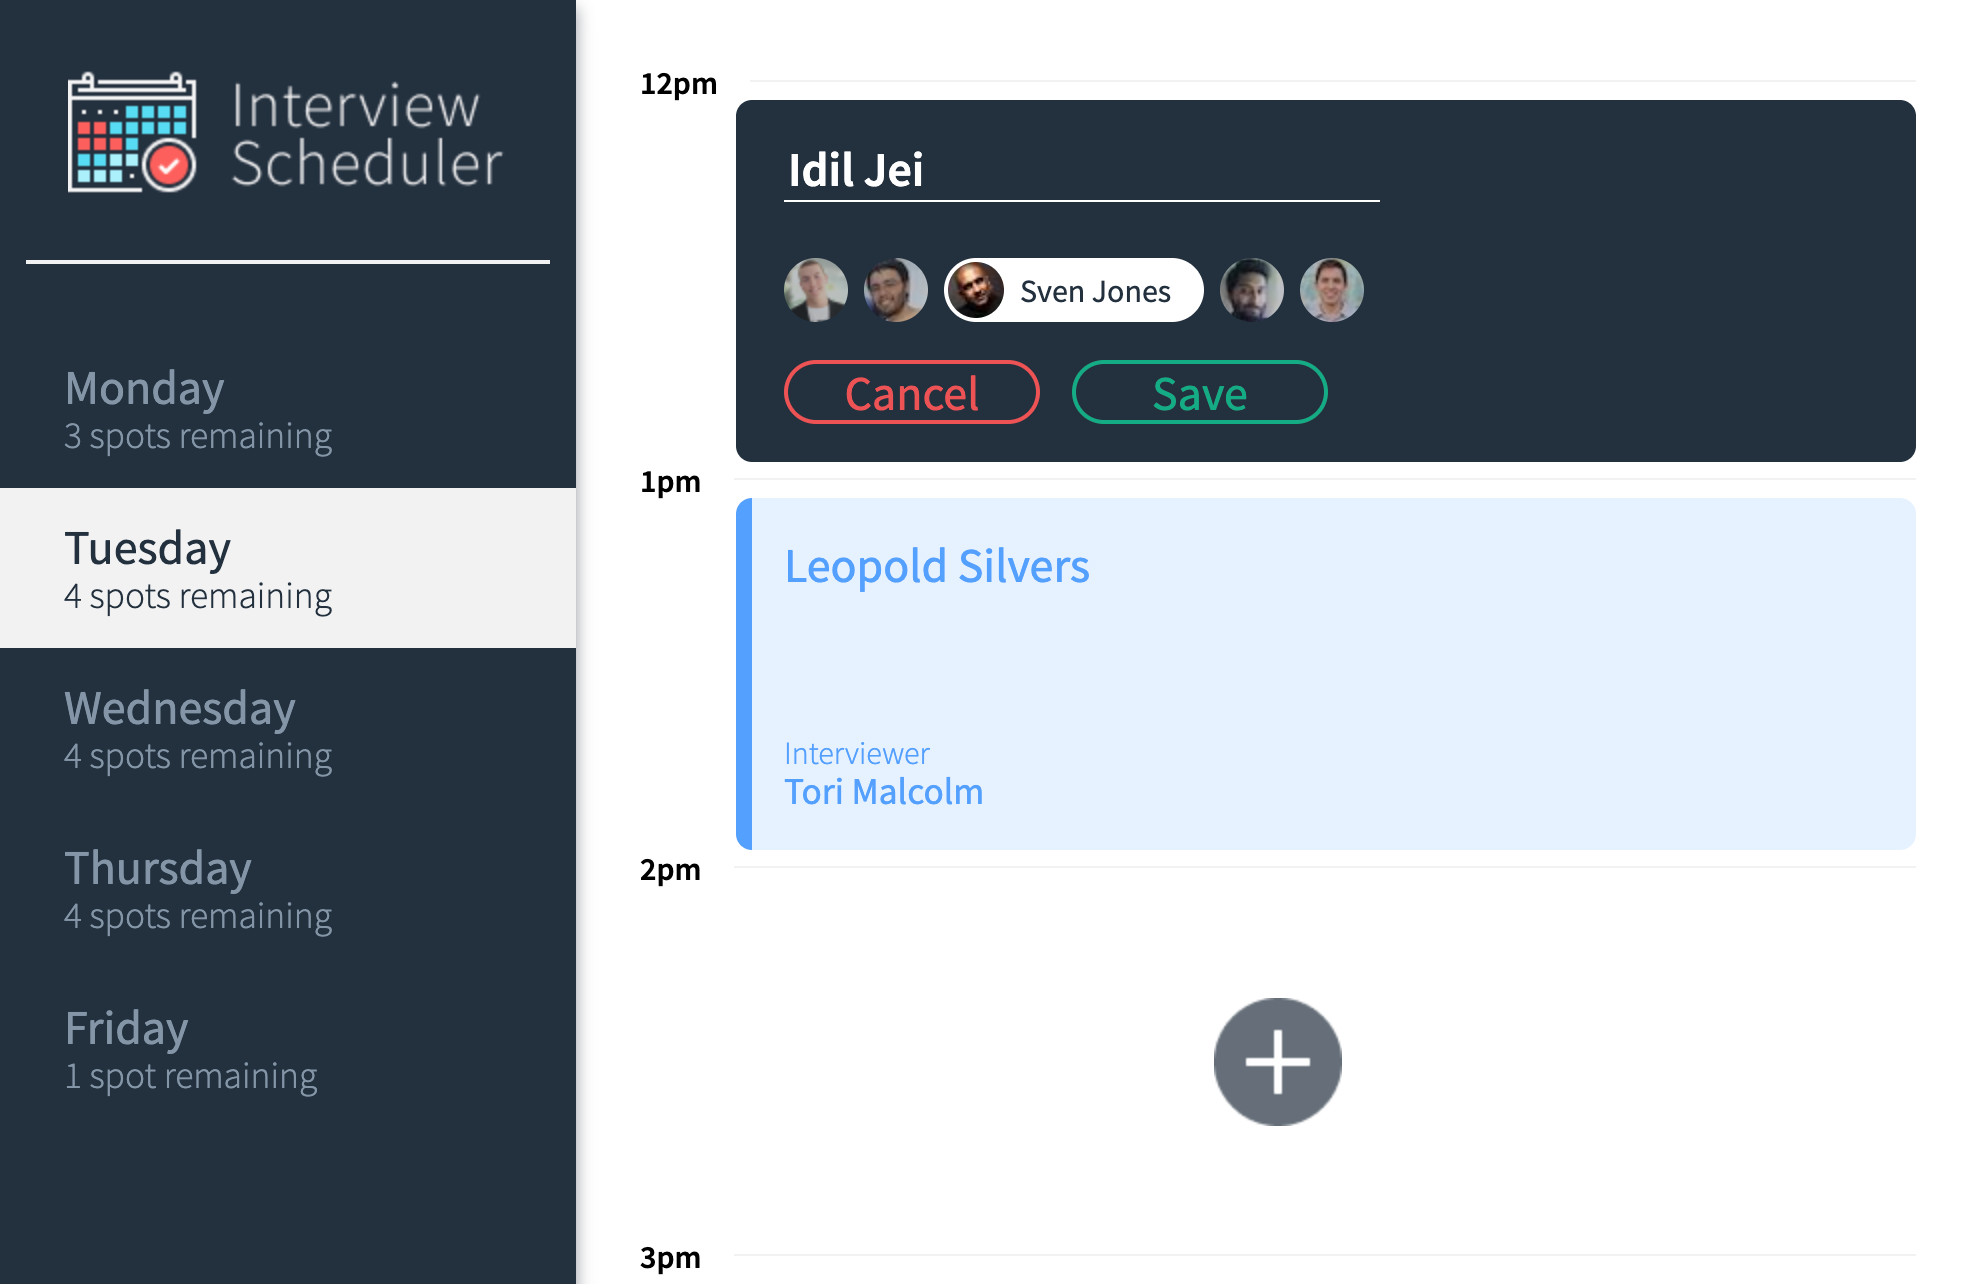 Interview
Scheduler
Monday
3 spots remaining
Tuesday
4 spots remaining
Wednesday
4 spots remaining
Thursday
4 spots remaining
Friday
1 spot remaining
12pm
Idil Jei
Sven Jones
Cancel Save
1pm
Leopold Silvers
Interviewer
Tori Malcolm
2pm
3pm